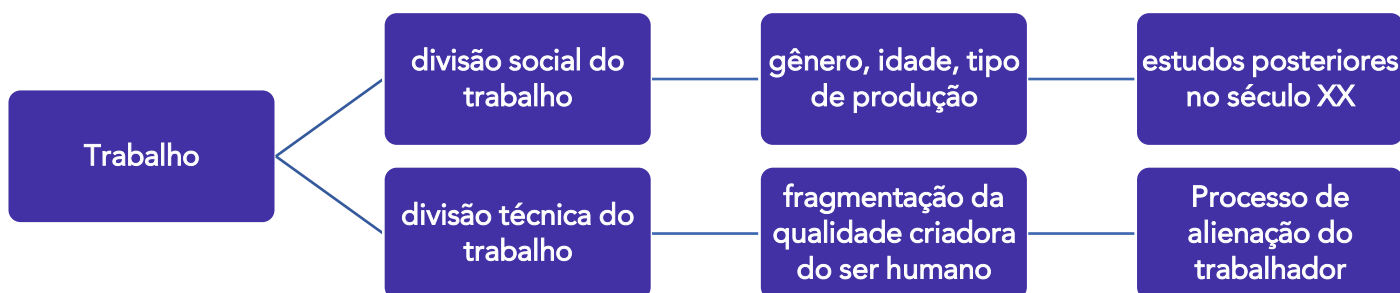 Trabalho
divisão social do
trabalho
gênero, idade, tipo
de produção
estudos posteriores
no século XX
divisão técnica do
trabalho
fragmentação da
qualidade criadora
do ser humano
Processo de
alienação do
trabalhador